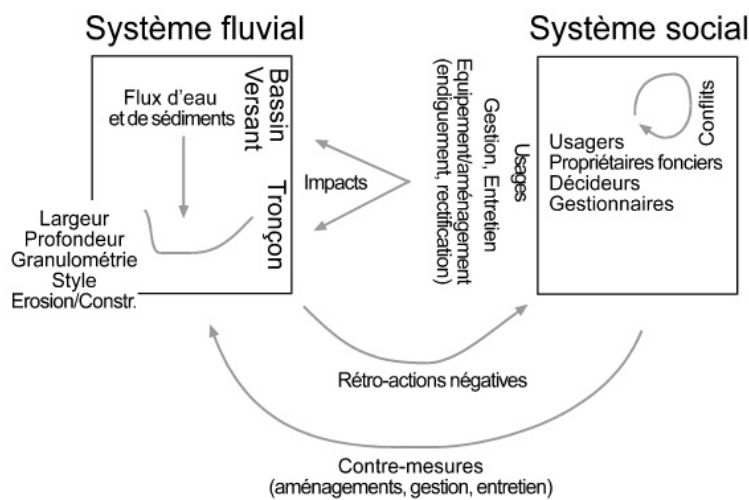 Système fluvial
Système social
Flux d'eau
et de sédiments
Bassin
Versant
Tronçon
Largeur
Profondeur
Granulométrie
Style
Erosion/Constr.
Impacts
Usages
Gestion, Entretien
Equipement/aménagement
(endiguement, rectification)
Conflits
Usagers
Propriétaires fonciers
Décideurs
Gestionnaires
Rétro-actions négatives
Contre-mesures
(aménagements, gestion, entretien)